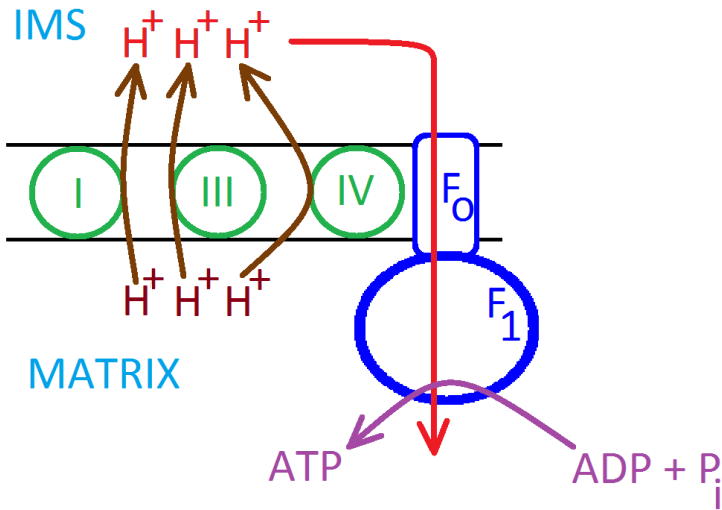 IMS
H+ H+ H+
I III IV Fo
H+ H+ H+
F1
MATRIX
ATP ADP + Pi